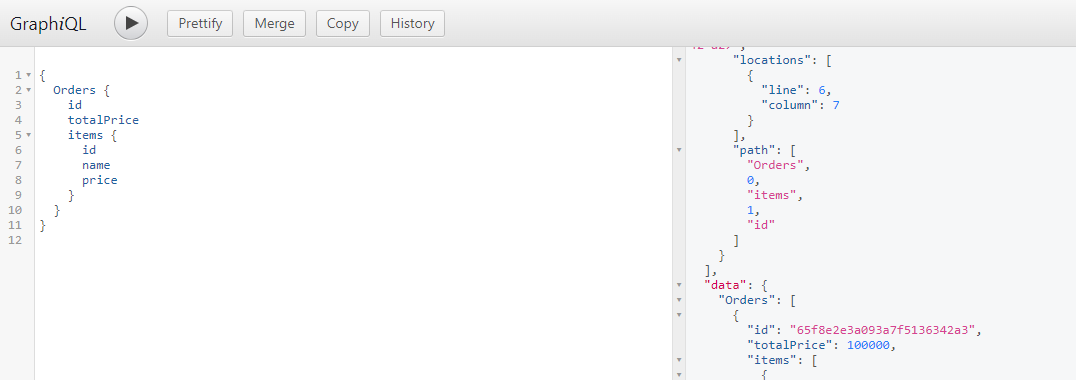 GraphiQL
Prettify
Merge
Copy
History
1 {
2 Orders {
3 id
4 totalPrice
5 items {
6 id
7 name
8 price
9 }
10 }
11 }
12
"locations": [
{
"line": 6,
"column": 7
}
],
"path": [
"Orders",
0,
"items",
1,
"id"
]
}
],
"data": {
"Orders": [
{
"id": "65f8e2e3a093a7f5136342a3",
"totalPrice": 100000,
"items": [
{